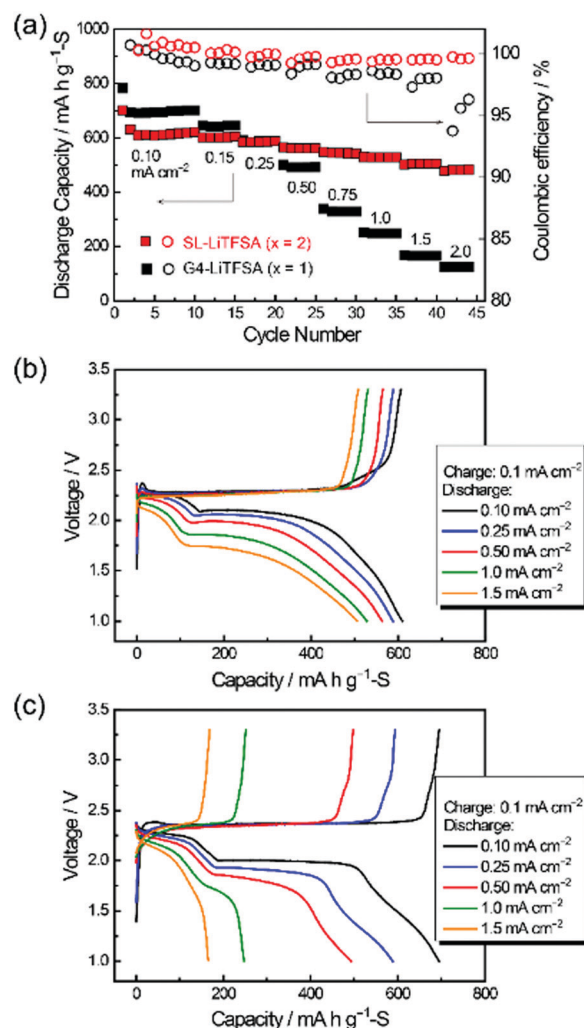 (a)
1000
800
600
400
200
0
Discharge Capacity / mA h g⁻¹-S
0.10
mA cm⁻²
0.15
0.25
0.50
0.75
1.0
1.5
2.0
SL-LiTFSA (x = 2)
G4-LiTFSA (x = 1)
100
95
90
85
80
Coulombic efficiency / %
0 5 10 15 20 25 30 35 40 45
Cycle Number
(b)
3.5
3.0
2.5
2.0
1.5
1.0
Voltage / V
0 200 400 600 800
Capacity / mA h g⁻¹-S
Charge: 0.1 mA cm⁻²
Discharge:
0.10 mA cm⁻²
0.25 mA cm⁻²
0.50 mA cm⁻²
1.0 mA cm⁻²
1.5 mA cm⁻²
(c)
3.5
3.0
2.5
2.0
1.5
1.0
Voltage / V
0 200 400 600 800
Capacity / mA h g⁻¹-S
Charge: 0.1 mA cm⁻²
Discharge:
0.10 mA cm⁻²
0.25 mA cm⁻²
0.50 mA cm⁻²
1.0 mA cm⁻²
1.5 mA cm⁻²